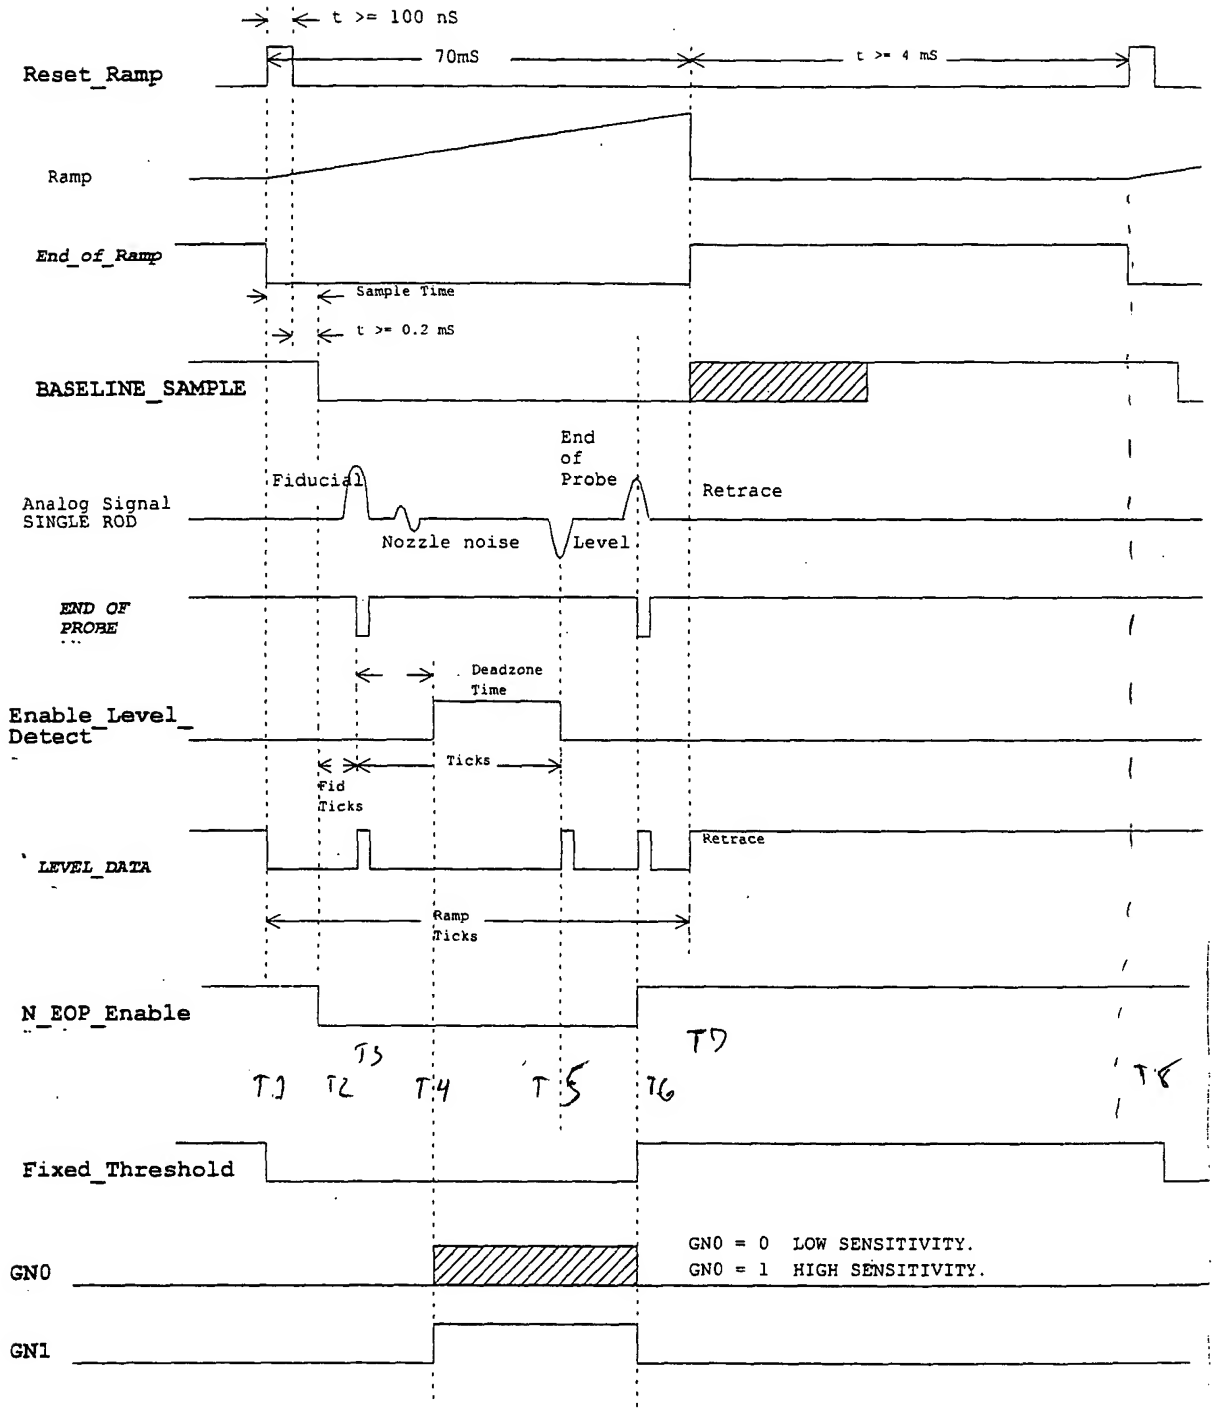 t >= 100 nS
70mS
t >= 4 mS
Reset_Ramp
Ramp
End_of_Ramp
Sample Time
t >= 0.2 mS
BASELINE_SAMPLE
End
of
Probe
Fiducial
Retrace
Analog Signal
SINGLE ROD
Nozzle noise
Level
END OF
PROBE
Deadzone
Time
Enable_Level_
Detect
Ticks
Fid
Ticks
Retrace
LEVEL_DATA
Ramp
Ticks
N_EOP_Enable
T1 T2 T3 T4 T5 T6 T7 T8
Fixed_Threshold
GN0 = 0 LOW SENSITIVITY.
GN0 = 1 HIGH SENSITIVITY.
GN0
GN1